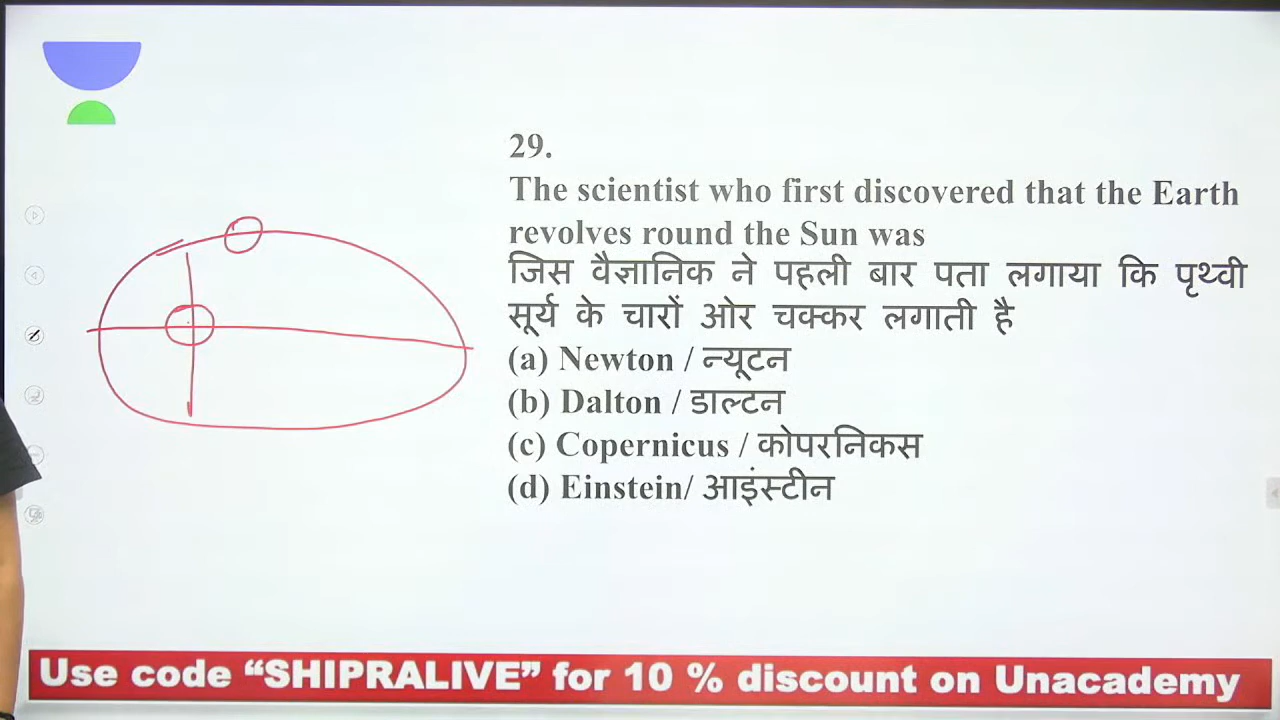 29.
The scientist who first discovered that the Earth
revolves round the Sun was
जिस वैज्ञानिक ने पहली बार पता लगाया कि पृथ्वी
सूर्य के चारों ओर चक्कर लगाती है
(a) Newton / न्यूटन
(b) Dalton / डाल्टन
(c) Copernicus / कोपरनिकस
(d) Einstein/ आइंस्टीन
Use code “SHIPRALIVE” for 10 % discount on Unacademy